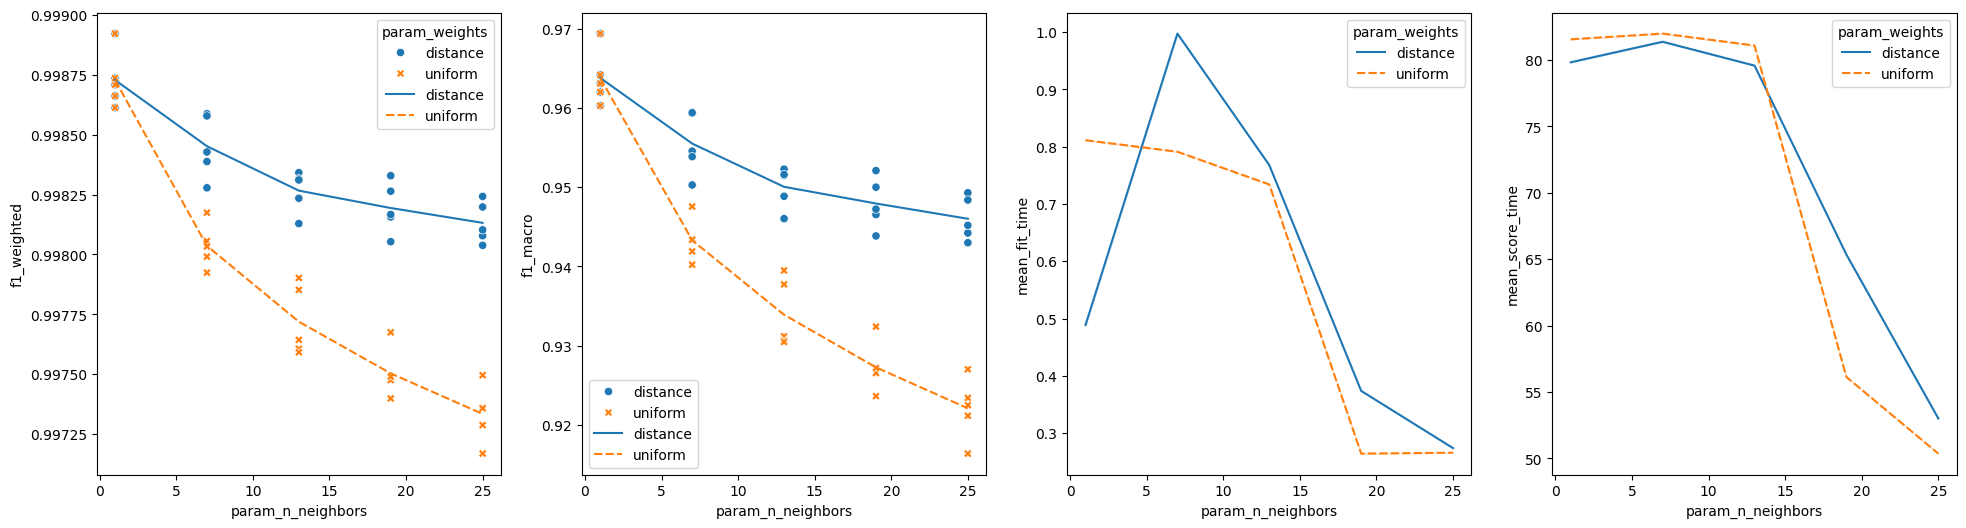 f1_weighted
0.99900
0.99875
0.99850
0.99825
0.99800
0.99775
0.99750
0.99725
0 5 10 15 20 25
param_n_neighbors
param_weights
distance
uniform
distance
uniform
f1_macro
0.97
0.96
0.95
0.94
0.93
0.92
0 5 10 15 20 25
param_n_neighbors
distance
uniform
distance
uniform
mean_fit_time
1.0
0.9
0.8
0.7
0.6
0.5
0.4
0.3
0 5 10 15 20 25
param_n_neighbors
param_weights
distance
uniform
mean_score_time
80
75
70
65
60
55
50
0 5 10 15 20 25
param_n_neighbors
param_weights
distance
uniform